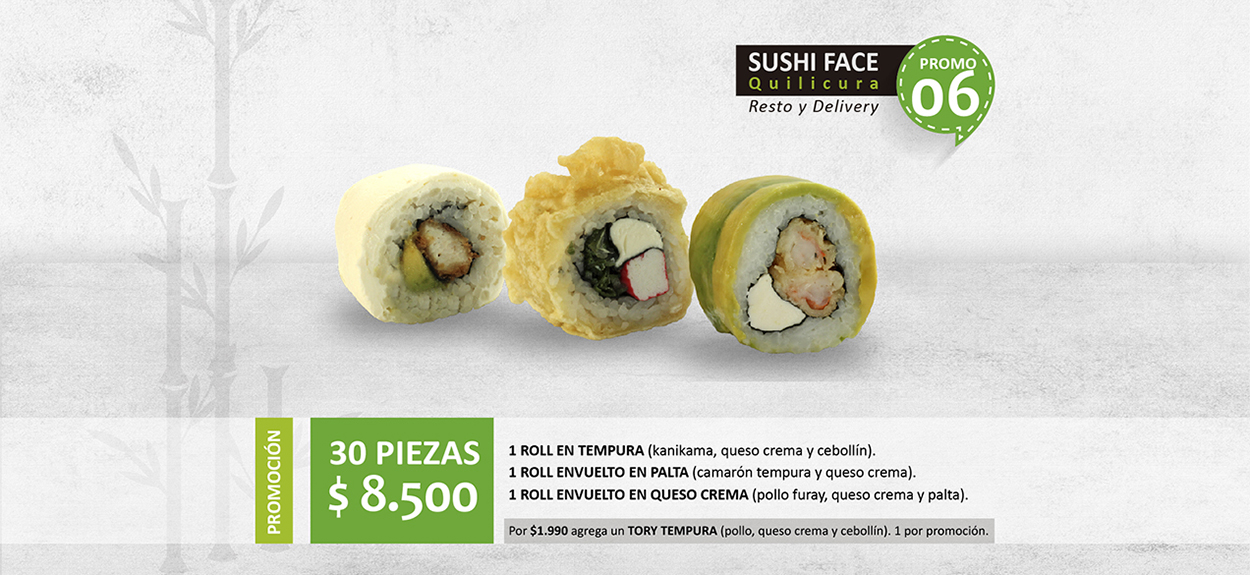 SUSHI FACE
Quilicura
Resto y Delivery
PROMO
06
PROMOCIÓN
30 PIEZAS
$ 8.500
1 ROLL EN TEMPURA (kanikama, queso crema y cebollín).
1 ROLL ENVUELTO EN PALTA (camarón tempura y queso crema).
1 ROLL ENVUELTO EN QUESO CREMA (pollo furay, queso crema y palta).
Por $1.990 agrega un TORY TEMPURA (pollo, queso crema y cebollín). 1 por promoción.